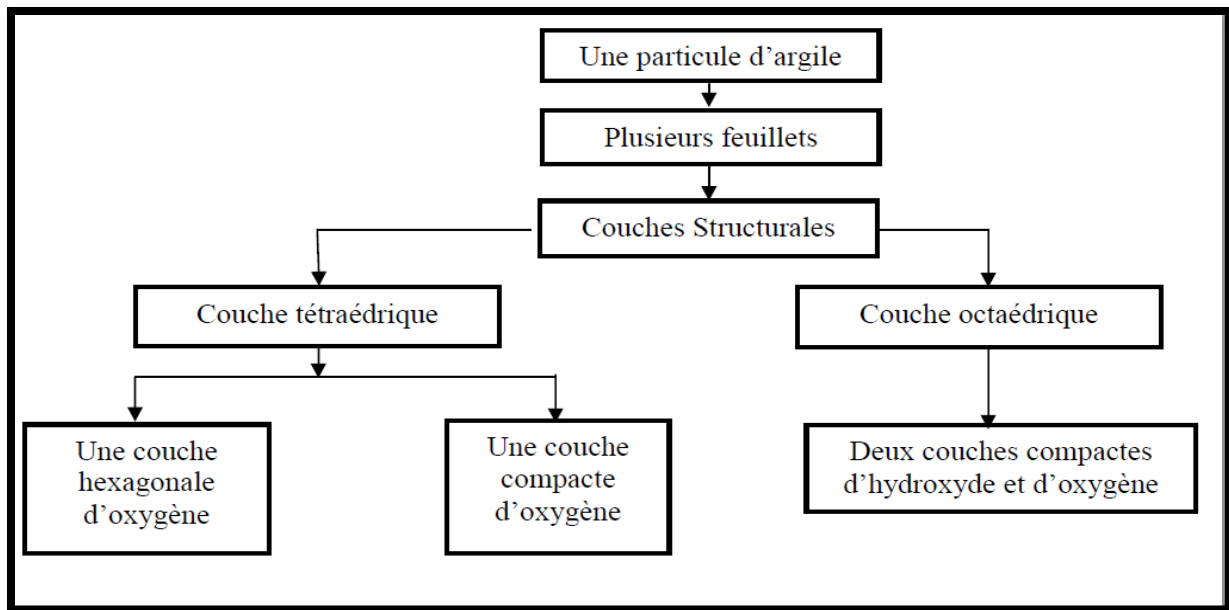 Une particule d'argile
Plusieurs feuillets
Couches Structurales
Couche tétraédrique
Couche octaédrique
Une couche
hexagonale
d'oxygène
Une couche
compacte
d'oxygène
Deux couches compactes
d'hydroxyde et d'oxygène